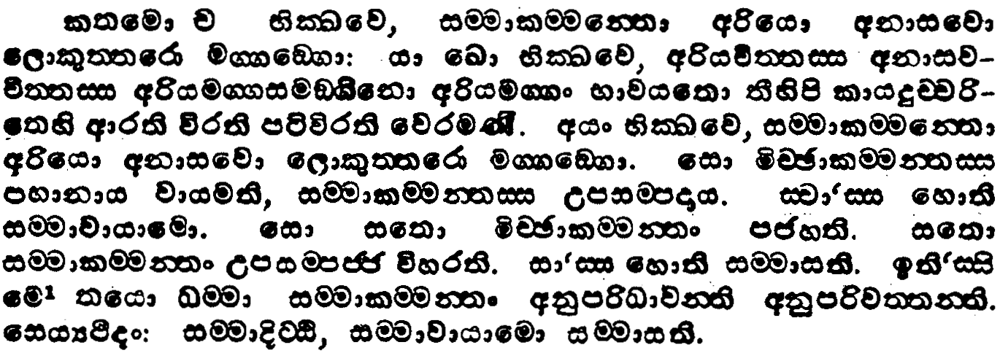 කතමො ච භික්ඛවෙ, සම්මාකම්මන්තො අරියො අනාසවො
ලොකුත්තරො මග්ගඞ්ගො: යා ඛො භික්ඛවෙ, අරියචිත්තස්ස අනාසව-
චිත්තස්ස අරියමග්ගසමඞ්ගිනො අරියමග්ගං භාවයතො තීහිපි කායදුච්චරි-
තෙහි ආරති විරති පටිවිරති වෙරමණී. අයං භික්ඛවෙ, සම්මාකම්මන්තො
අරියො අනාසවො ලොකුත්තරො මග්ගඞ්ගො. සො මිච්ඡාකම්මන්තස්ස
පහානාය වායමති, සම්මාකම්මන්තස්ස උපසම්පදාය. ස්වා‘ස්ස හොති
සම්මාවායාමො. සො සතො මිච්ඡාකම්මන්තං පජහති. සතො
සම්මාකම්මන්තං උපසම්පජ්ජ විහරති. සා‘ස්ස හොති සම්මාසති. ඉති‘ස්සි
මෙ¹ තයො ධම්මා සම්මාකම්මන්තං අනුපරිධාවන්ති අනුපරිවත්තන්ති.
සෙය්‍යථීදං: සම්මාදිට්ඨි, සම්මාවායාමො සම්මාසති.